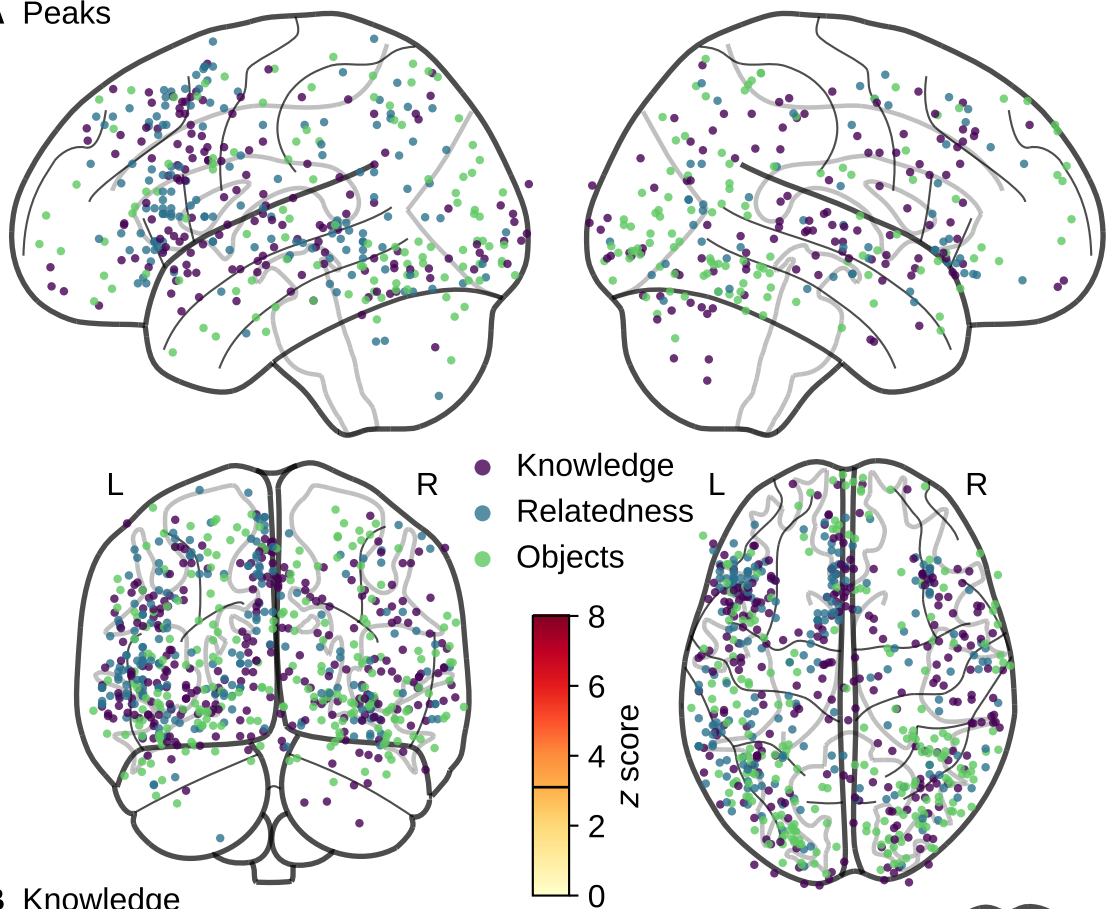 A Peaks
L
R
Knowledge
Relatedness
Objects
L
R
8
6
4
2
0
z score
B Knowledge